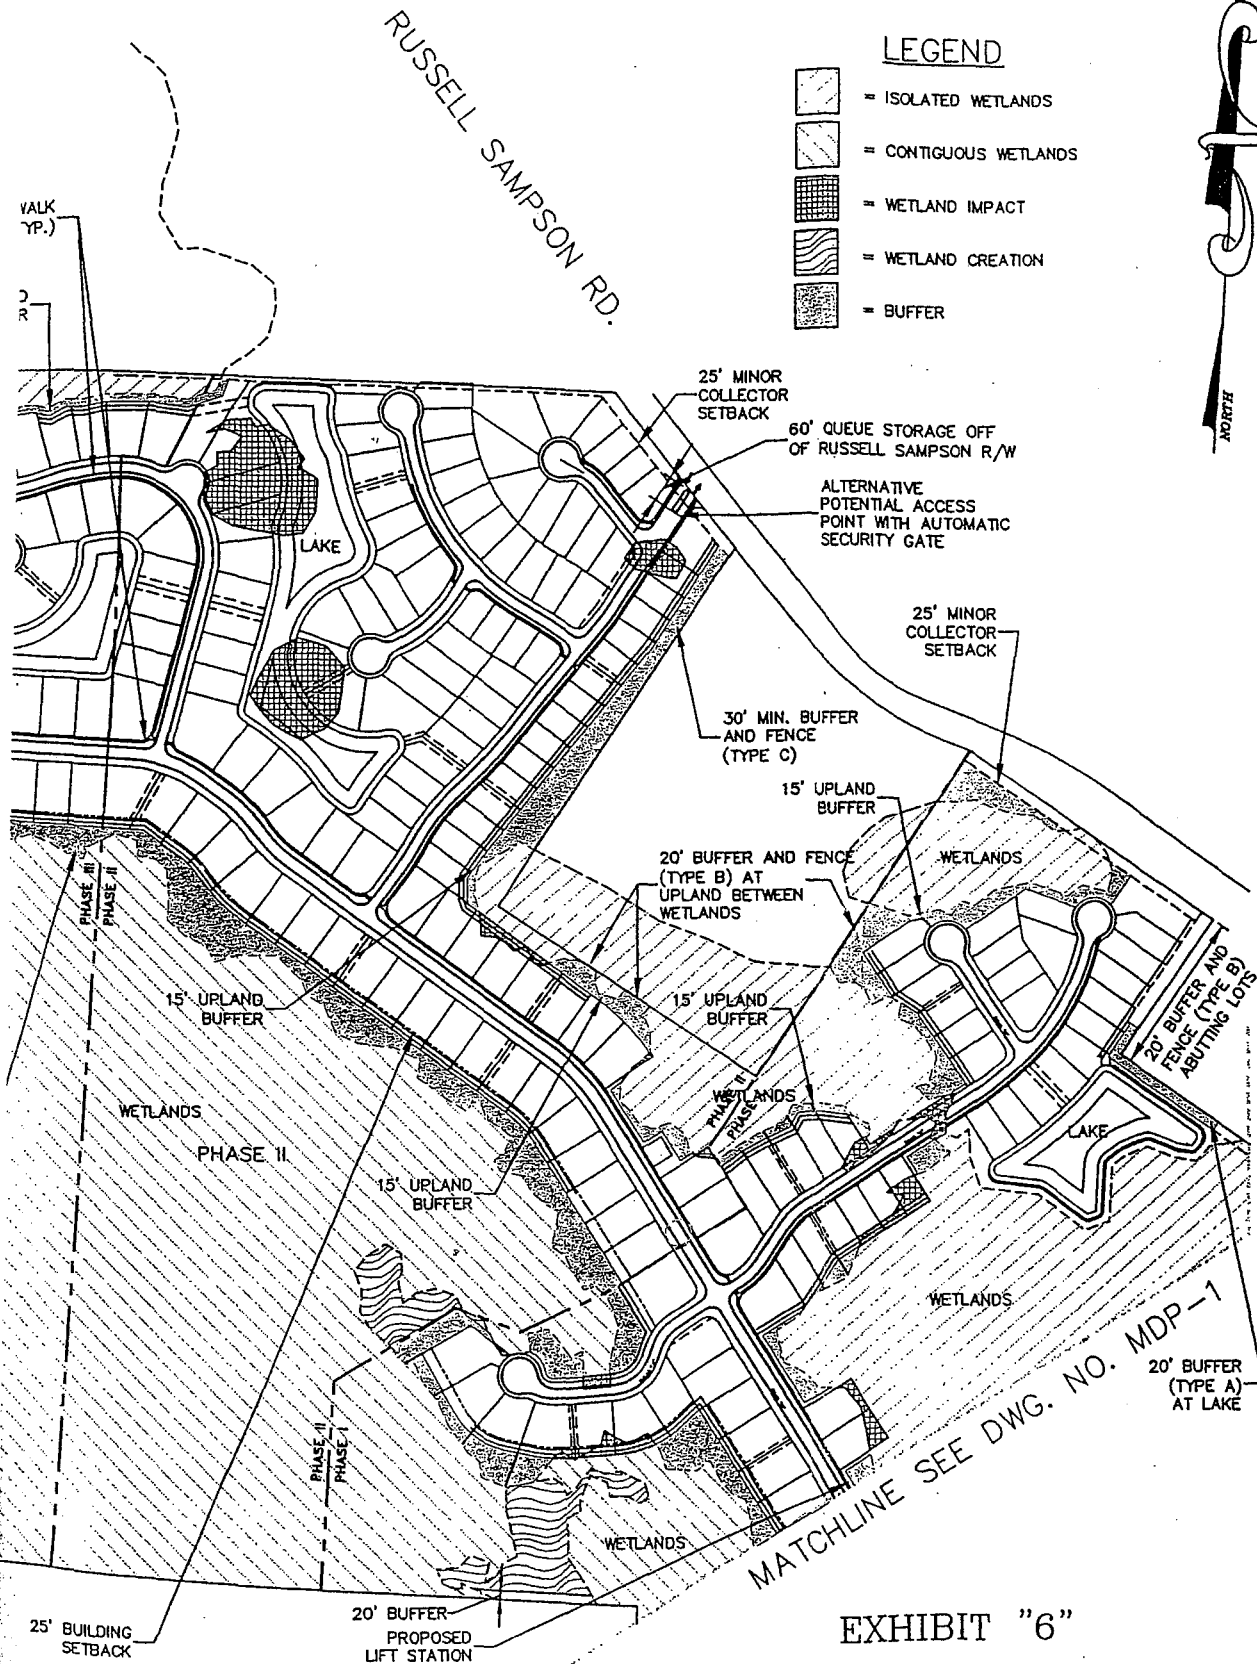 RUSSELL SAMPSON RD.
LEGEND
= ISOLATED WETLANDS
= CONTIGUOUS WETLANDS
= WETLAND IMPACT
= WETLAND CREATION
= BUFFER
NORTH
YP.)
R
25' MINOR
COLLECTOR
SETBACK
60' QUEUE STORAGE OFF
OF RUSSELL SAMPSON R/W
ALTERNATIVE
POTENTIAL ACCESS
POINT WITH AUTOMATIC
SECURITY GATE
LAKE
25' MINOR
COLLECTOR
SETBACK
30' MIN. BUFFER
AND FENCE
(TYPE C)
15' UPLAND
BUFFER
20' BUFFER AND FENCE
(TYPE B) AT
UPLAND BETWEEN
WETLANDS
WETLANDS
PHASE III
PHASE II
15' UPLAND
BUFFER
15' UPLAND
BUFFER
20' BUFFER AND
FENCE (TYPE B)
ABUTTING LOTS
WETLANDS
PHASE II
PHASE
WETLANDS
PHASE II
LAKE
15' UPLAND
BUFFER
WETLANDS
20' BUFFER
(TYPE A)
AT LAKE
PHASE II
PHASE I
WETLANDS
MATCHLINE SEE DWG. NO. MDP-1
25' BUILDING
SETBACK
20' BUFFER
PROPOSED
LIFT STATION
EXHIBIT "6"